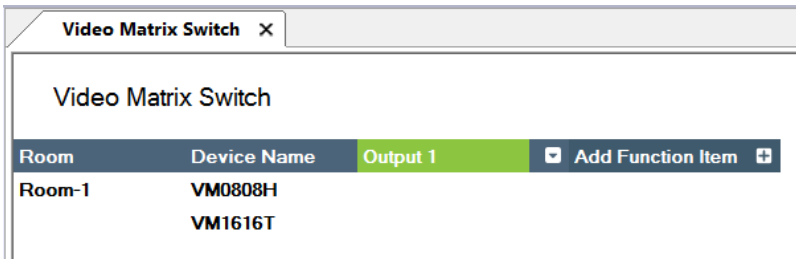 Video Matrix Switch X
Video Matrix Switch
Room Device Name Output 1 Add Function Item
Room-1 VM0808H
VM1616T